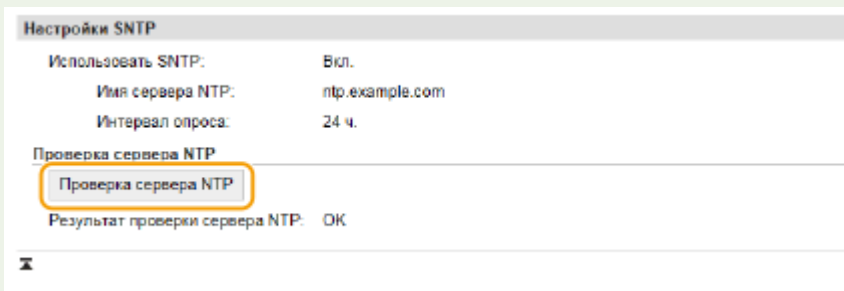 Настройки SNTP
Использовать SNTP: Вкл.
Имя сервера NTP: ntp.example.com
Интервал опроса: 24 ч.
Проверка сервера NTP
Проверка сервера NTP
Результат проверки сервера NTP: OK